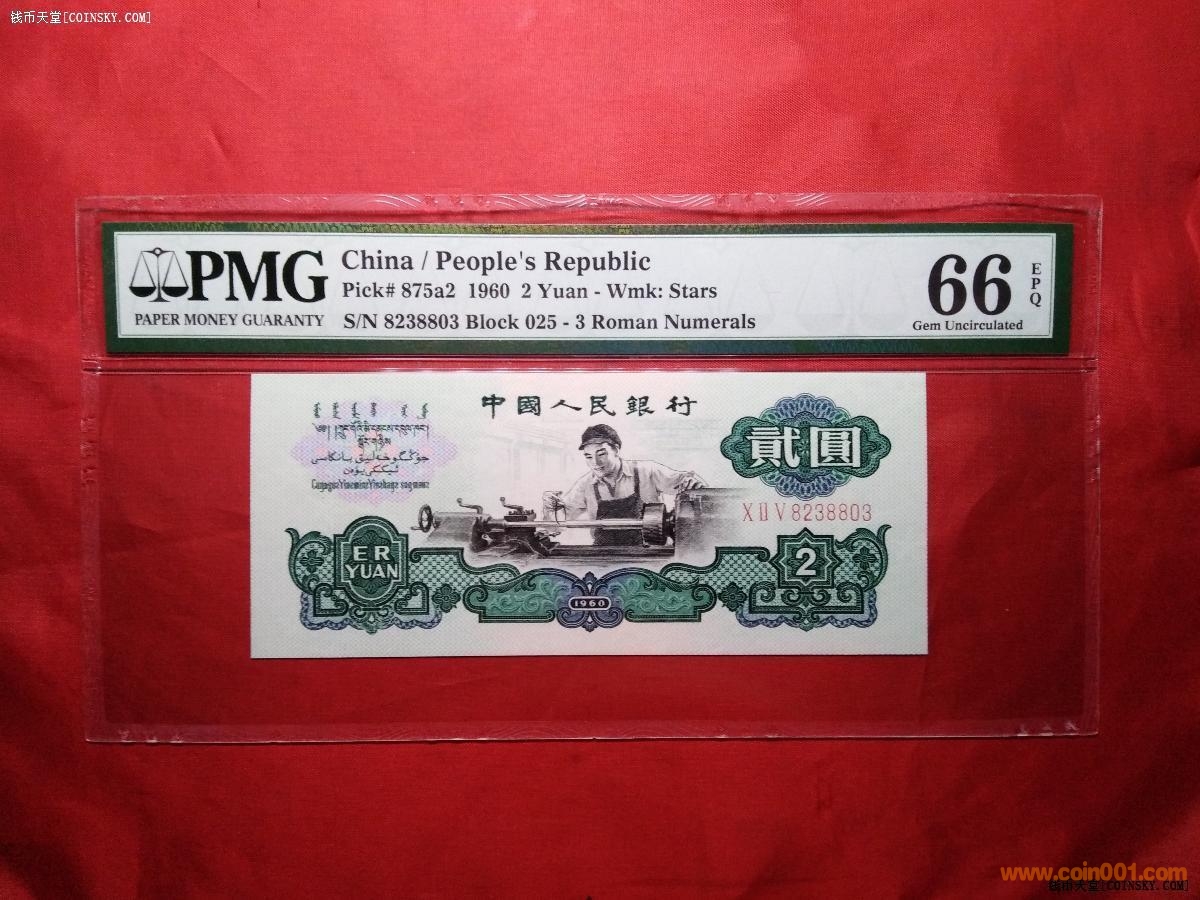 钱币天堂[COINSKY.COM]
PMG
PAPER MONEY GUARANTY
China / People's Republic
Pick# 875a2 1960 2 Yuan - Wmk: Stars
S/N 8238803 Block 025 - 3 Roman Numerals
66
EPQ
Gem Uncirculated
中國人民銀行
貳圓
X II V 8238803
ER
YUAN
1960
2
www.coin001.com
钱币天堂[COINSKY.COM]